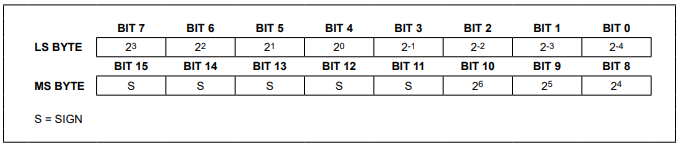 BIT 7 BIT 6 BIT 5 BIT 4 BIT 3 BIT 2 BIT 1 BIT 0
LS BYTE 2³ 2² 2¹ 2⁰ 2⁻¹ 2⁻² 2⁻³ 2⁻⁴
BIT 15 BIT 14 BIT 13 BIT 12 BIT 11 BIT 10 BIT 9 BIT 8
MS BYTE S S S S S 2⁶ 2⁵ 2⁴
S = SIGN